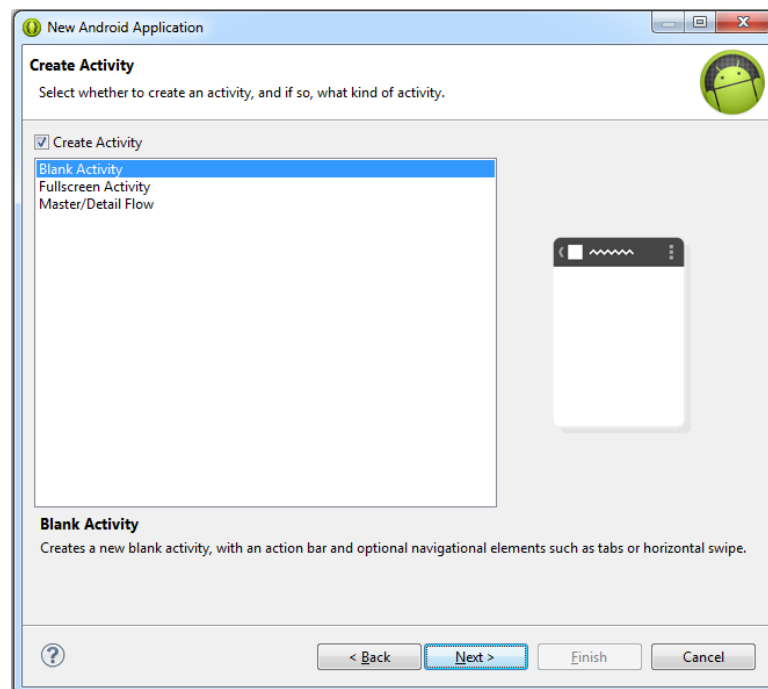 New Android Application
Create Activity
Select whether to create an activity, and if so, what kind of activity.
Create Activity
Blank Activity
Fullscreen Activity
Master/Detail Flow
Blank Activity
Creates a new blank activity, with an action bar and optional navigational elements such as tabs or horizontal swipe.
?
< Back Next > Finish Cancel